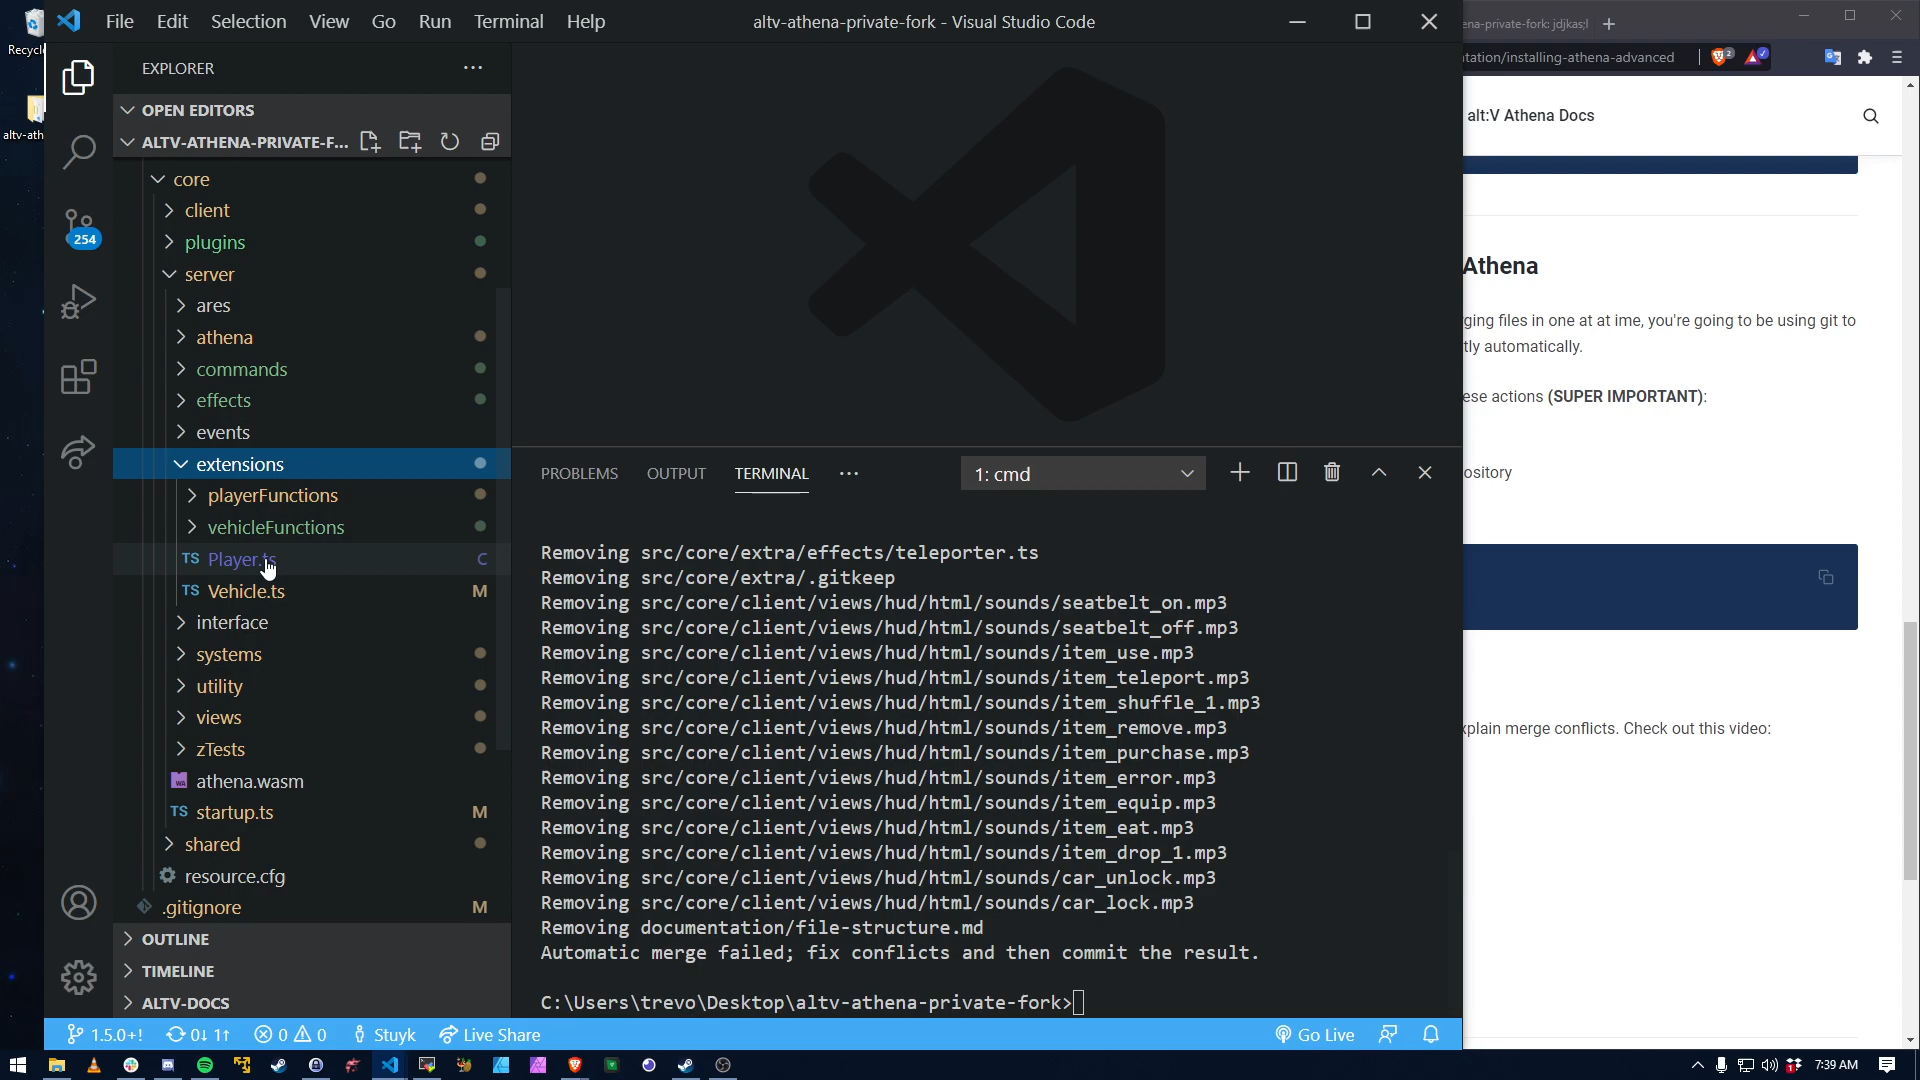 File Edit Selection View Go Run Terminal Help
altv-athena-private-fork - Visual Studio Code
ena-private-fork: jdjkas;l
tation/installing-athena-advanced
2
Recycl
altv-ath
EXPLORER
OPEN EDITORS
ALTV-ATHENA-PRIVATE-F...
core
client
plugins
server
ares
athena
commands
effects
events
extensions
playerFunctions
vehicleFunctions
TS Player.ts C
TS Vehicle.ts M
interface
systems
utility
views
zTests
athena.wasm
TS startup.ts M
shared
resource.cfg
.gitignore M
OUTLINE
TIMELINE
ALTV-DOCS
254
PROBLEMS OUTPUT TERMINAL
1: cmd
Removing src/core/extra/effects/teleporter.ts
Removing src/core/extra/.gitkeep
Removing src/core/client/views/hud/html/sounds/seatbelt_on.mp3
Removing src/core/client/views/hud/html/sounds/seatbelt_off.mp3
Removing src/core/client/views/hud/html/sounds/item_use.mp3
Removing src/core/client/views/hud/html/sounds/item_teleport.mp3
Removing src/core/client/views/hud/html/sounds/item_shuffle_1.mp3
Removing src/core/client/views/hud/html/sounds/item_remove.mp3
Removing src/core/client/views/hud/html/sounds/item_purchase.mp3
Removing src/core/client/views/hud/html/sounds/item_error.mp3
Removing src/core/client/views/hud/html/sounds/item_equip.mp3
Removing src/core/client/views/hud/html/sounds/item_eat.mp3
Removing src/core/client/views/hud/html/sounds/item_drop_1.mp3
Removing src/core/client/views/hud/html/sounds/car_unlock.mp3
Removing src/core/client/views/hud/html/sounds/car_lock.mp3
Removing documentation/file-structure.md
Automatic merge failed; fix conflicts and then commit the result.
C:\Users\trevo\Desktop\altv-athena-private-fork>
alt:V Athena Docs
Athena
ging files in one at at ime, you're going to be using git to
tly automatically.
ese actions (SUPER IMPORTANT):
ository
xplain merge conflicts. Check out this video:
1.5.0+! 0↓ 1↑ 0 0 Stuyk Live Share
Go Live
7:39 AM